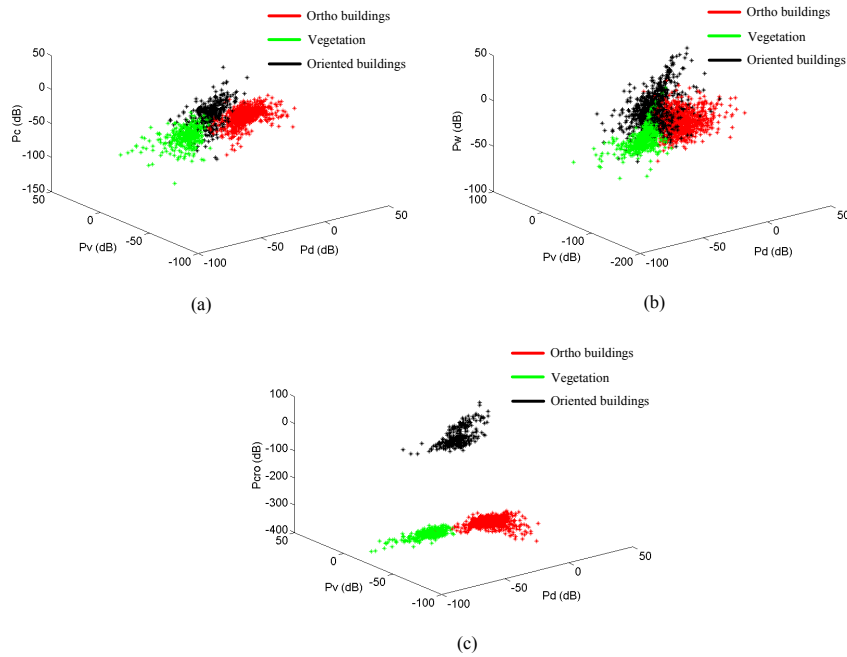 Ortho buildings
Vegetation
Oriented buildings
50
0
-50
-100
-150
Pc (dB)
50
0
-50
-100
Pv (dB)
-100
-50
0
50
Pd (dB)
(a)
Ortho buildings
Vegetation
Oriented buildings
50
0
-50
-100
Pw (dB)
100
0
-100
-200
Pv (dB)
-100
-50
0
50
Pd (dB)
(b)
Ortho buildings
Vegetation
Oriented buildings
100
0
-100
-200
-300
-400
Pcro (dB)
50
0
-50
-100
Pv (dB)
-100
-50
0
50
Pd (dB)
(c)